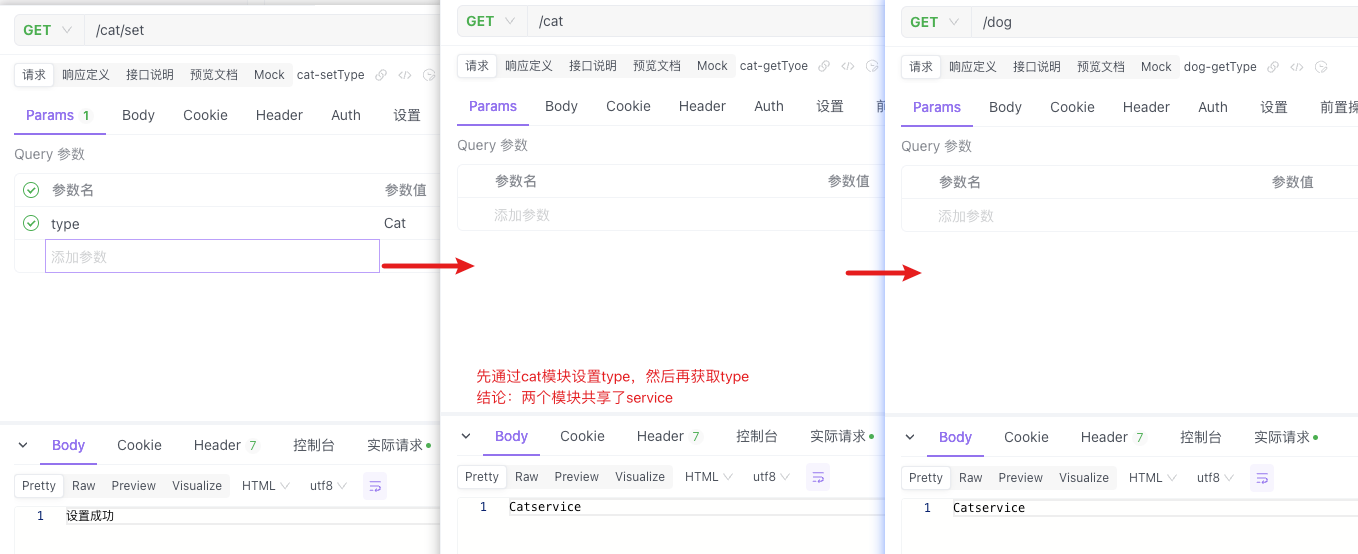 GET /cat/set
请求 响应定义 接口说明 预览文档 Mock cat-setType
Params 1 Body Cookie Header Auth 设置
Query 参数
参数名 参数值
type Cat
添加参数
Body Cookie Header 7 控制台 实际请求
Pretty Raw Preview Visualize HTML utf8
1 设置成功
GET /cat
请求 响应定义 接口说明 预览文档 Mock cat-getTyoe
Params Body Cookie Header Auth 设置
Query 参数
参数名 参数值
添加参数
先通过cat模块设置type，然后再获取type
结论：两个模块共享了service
Body Cookie Header 7 控制台 实际请求
Pretty Raw Preview Visualize HTML utf8
1 Catservice
GET /dog
请求 响应定义 接口说明 预览文档 Mock dog-getType
Params Body Cookie Header Auth 设置 前置操
Query 参数
参数名 参数值
添加参数
Body Cookie Header 7 控制台 实际请求
Pretty Raw Preview Visualize HTML utf8
1 Catservice